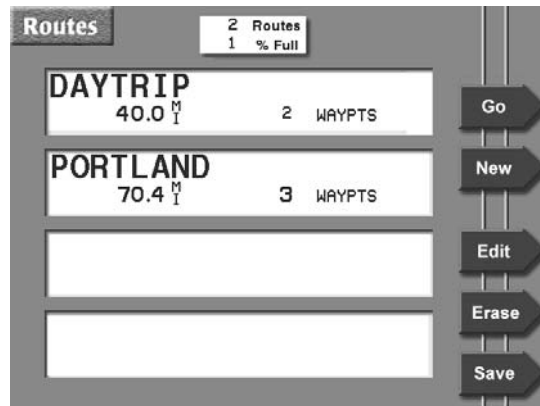 Routes
2 Routes
1 % Full
DAYTRIP
40.0 MI 2 WAYPTS
PORTLAND
70.4 MI 3 WAYPTS
Go
New
Edit
Erase
Save